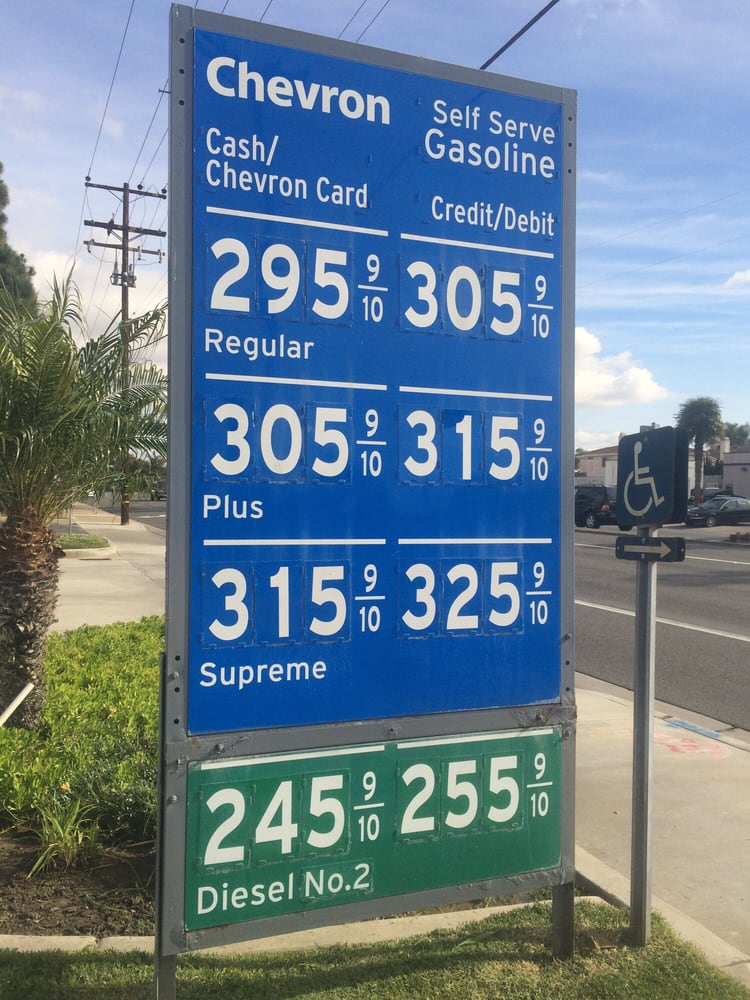 Chevron
Self Serve
Gasoline
Cash/
Chevron Card
Credit/Debit
295 9/10 305 9/10
Regular
305 9/10 315 9/10
Plus
315 9/10 325 9/10
Supreme
245 9/10 255 9/10
Diesel No.2